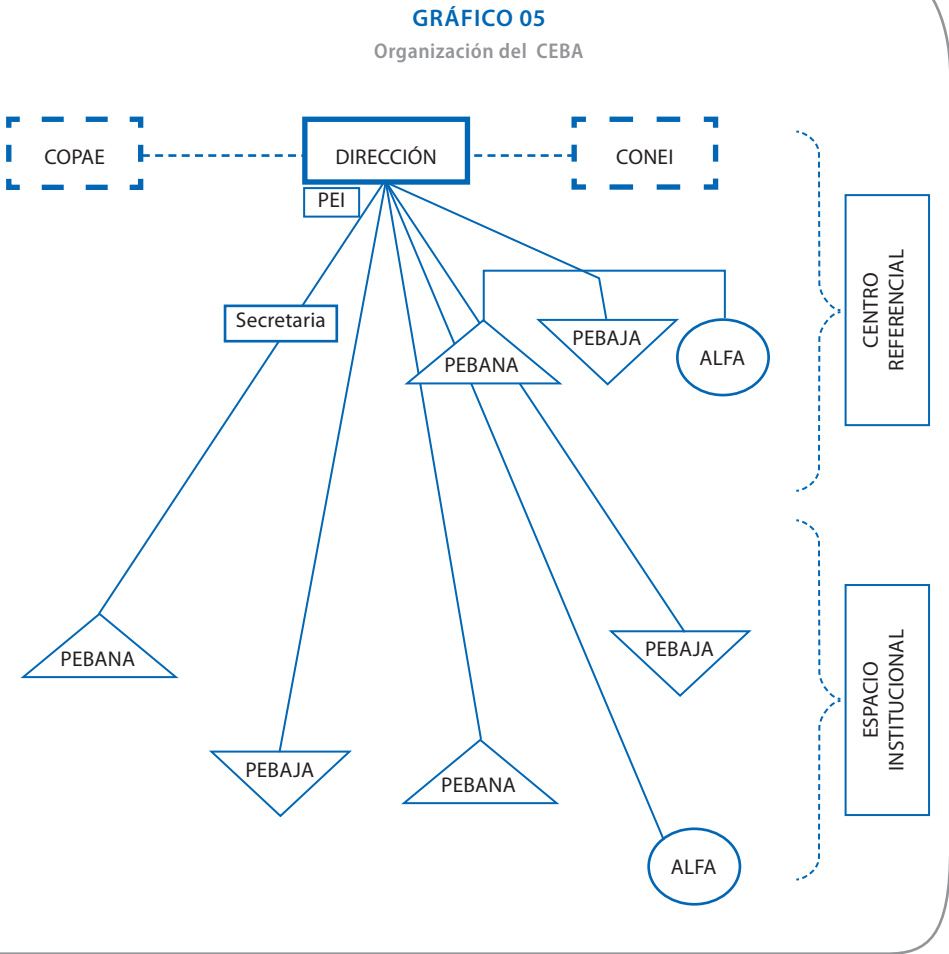 GRÁFICO 05
Organización del CEBA
COPAE
DIRECCIÓN
CONEI
PEI
Secretaria
PEBANA
PEBAJA
ALFA
CENTRO
REFERENCIAL
PEBANA
PEBAJA
PEBAJA
PEBANA
ALFA
ESPACIO
INSTITUCIONAL